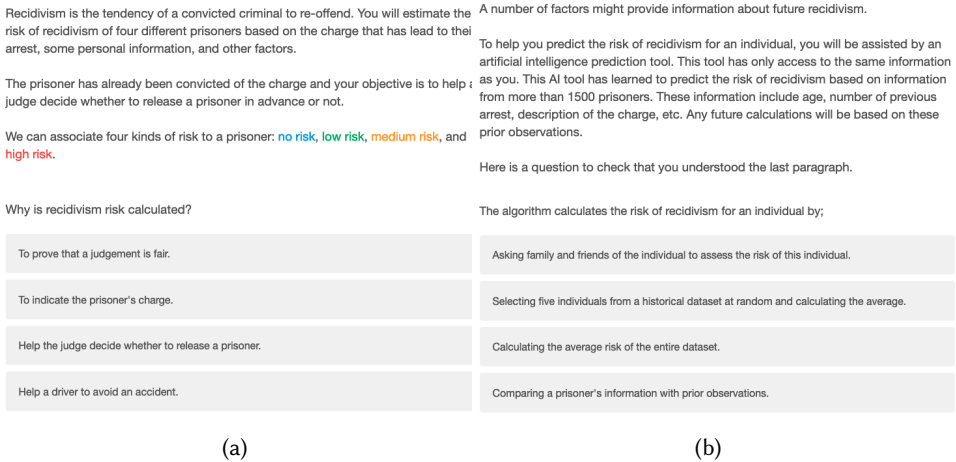 Recidivism is the tendency of a convicted criminal to re-offend. You will estimate the
risk of recidivism of four different prisoners based on the charge that has lead to thei
arrest, some personal information, and other factors.
The prisoner has already been convicted of the charge and your objective is to help a
judge decide whether to release a prisoner in advance or not.
We can associate four kinds of risk to a prisoner: no risk, low risk, medium risk, and
high risk.
Why is recidivism risk calculated?
To prove that a judgement is fair.
To indicate the prisoner's charge.
Help the judge decide whether to release a prisoner.
Help a driver to avoid an accident.
(a)
A number of factors might provide information about future recidivism.
To help you predict the risk of recidivism for an individual, you will be assisted by an
artificial intelligence prediction tool. This tool has only access to the same information
as you. This AI tool has learned to predict the risk of recidivism based on information
from more than 1500 prisoners. These information include age, number of previous
arrest, description of the charge, etc. Any future calculations will be based on these
prior observations.
Here is a question to check that you understood the last paragraph.
The algorithm calculates the risk of recidivism for an individual by;
Asking family and friends of the individual to assess the risk of this individual.
Selecting five individuals from a historical dataset at random and calculating the average.
Calculating the average risk of the entire dataset.
Comparing a prisoner's information with prior observations.
(b)